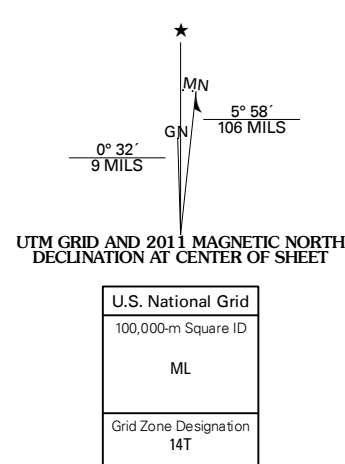 ★
MN
GN
5° 58´
106 MILS
0° 32´
9 MILS
UTM GRID AND 2011 MAGNETIC NORTH
DECLINATION AT CENTER OF SHEET
U.S. National Grid
100,000-m Square ID
ML
Grid Zone Designation
14T